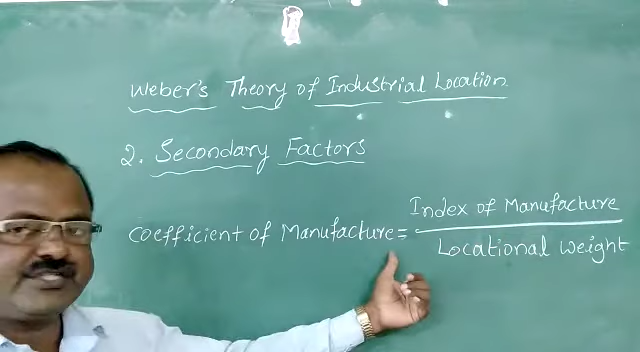 Weber's Theory of Industrial Location
2. Secondary Factors
Coefficient of Manufacture = Index of Manufacture / Locational Weight